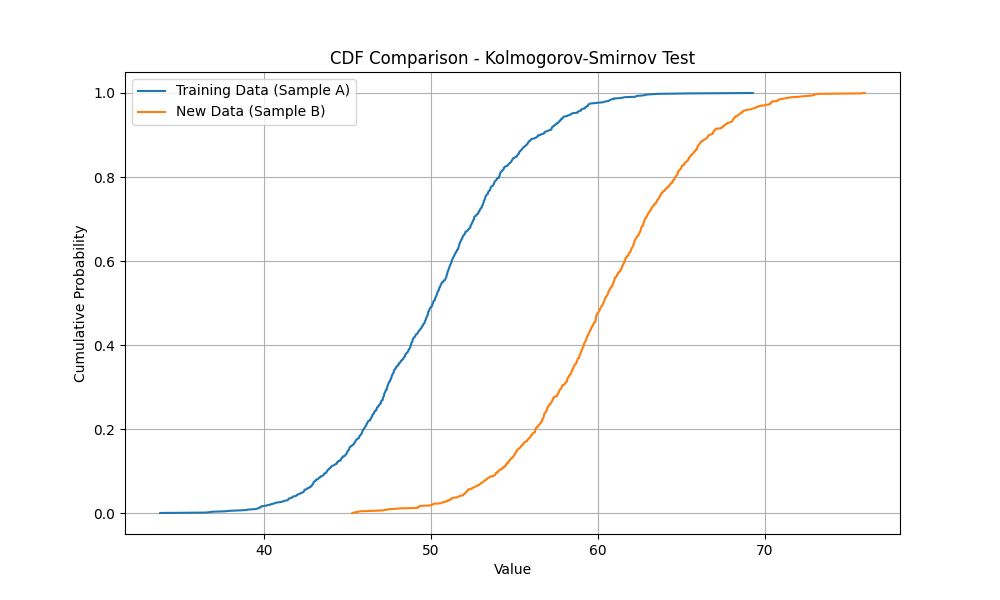 CDF Comparison - Kolmogorov-Smirnov Test
Training Data (Sample A)
New Data (Sample B)
Cumulative Probability
1.0
0.8
0.6
0.4
0.2
0.0
40
50
60
70
Value